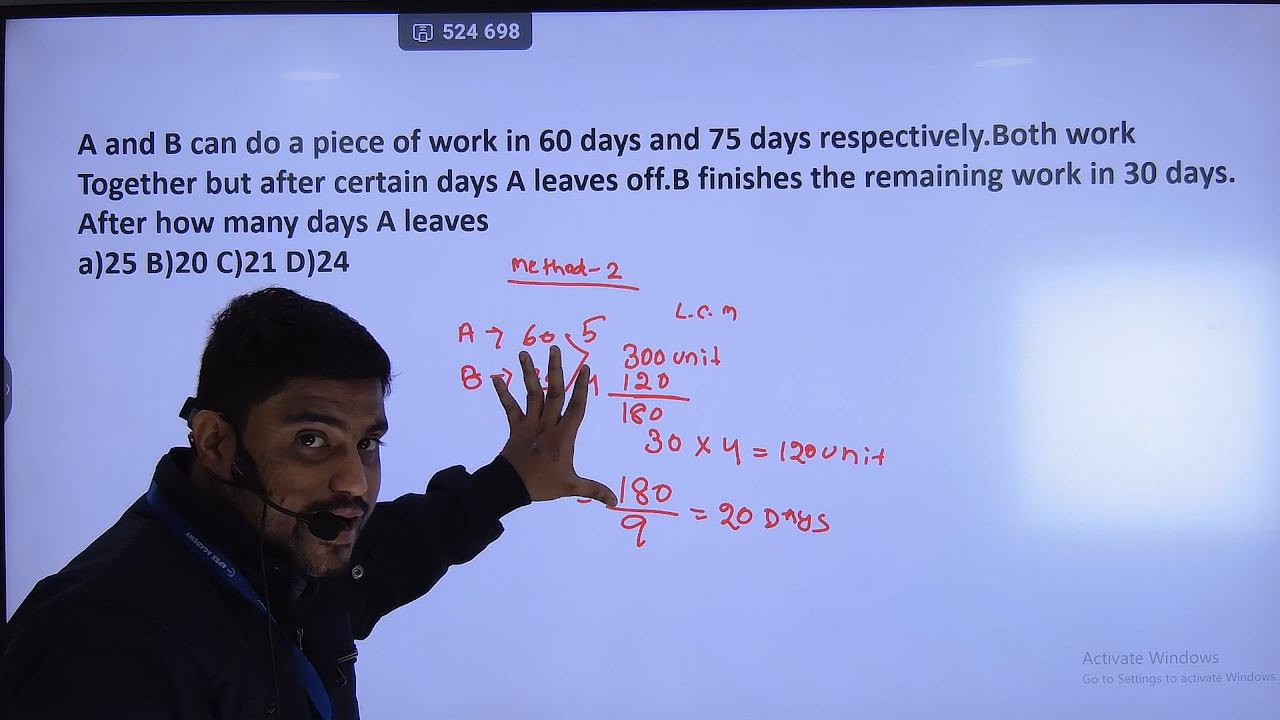 524 698
A and B can do a piece of work in 60 days and 75 days respectively.Both work
Together but after certain days A leaves off.B finishes the remaining work in 30 days.
After how many days A leaves
a)25 B)20 C)21 D)24
Method-2
L.C.M
A → 60 5
300 unit
B → 4 120
180
30 × 4 = 120 unit
= 180
9 = 20 DAys
APEX ACADEMY
Activate Windows
Go to Settings to activate Windows.